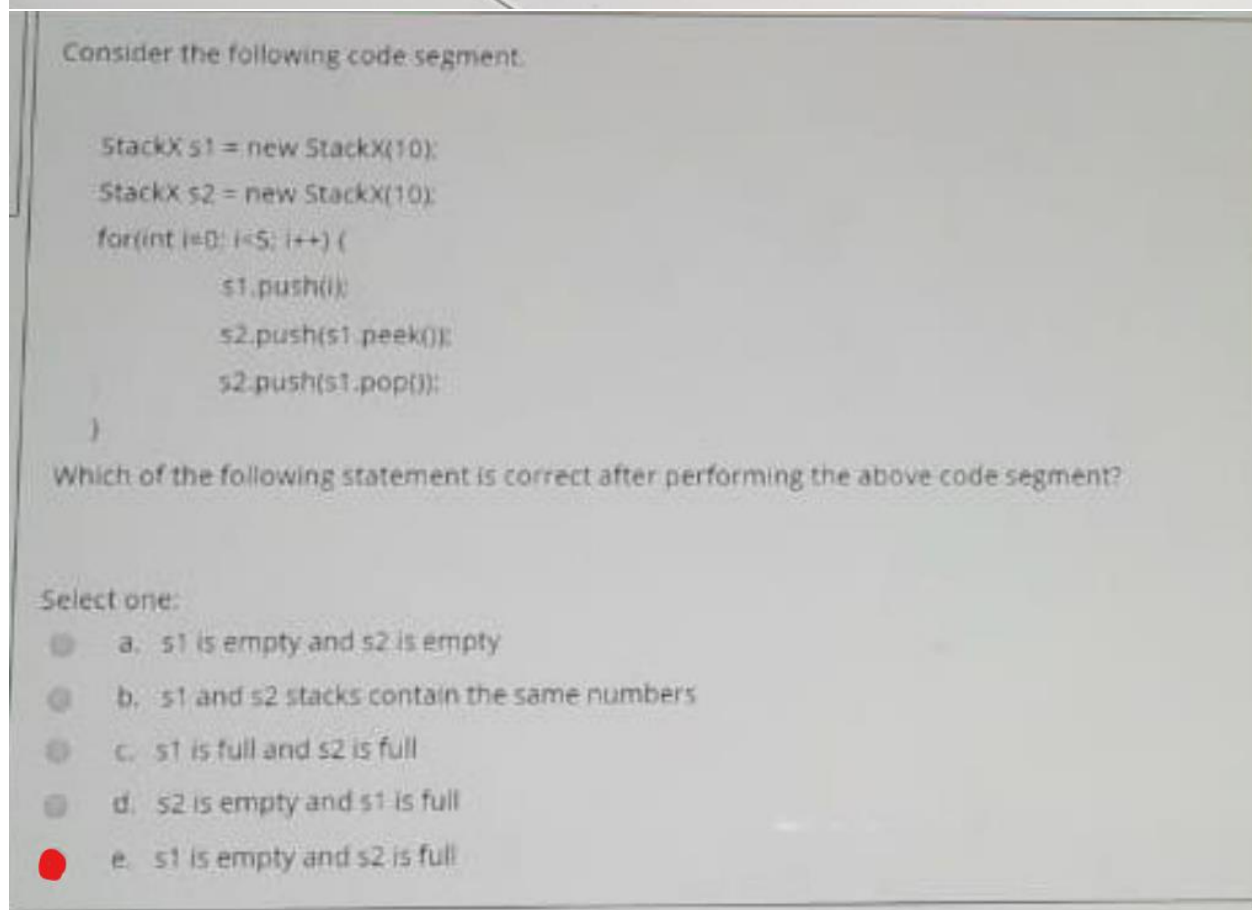 Consider the following code segment.
StackX s1 = new StackX(10);
StackX s2 = new StackX(10);
for(int i=0; i<5; i++) {
s1.push(i);
s2.push(s1.peek());
s2.push(s1.pop());
}
Which of the following statement is correct after performing the above code segment?
Select one:
a. s1 is empty and s2 is empty
b. s1 and s2 stacks contain the same numbers
c. s1 is full and s2 is full
d. s2 is empty and s1 is full
e. s1 is empty and s2 is full